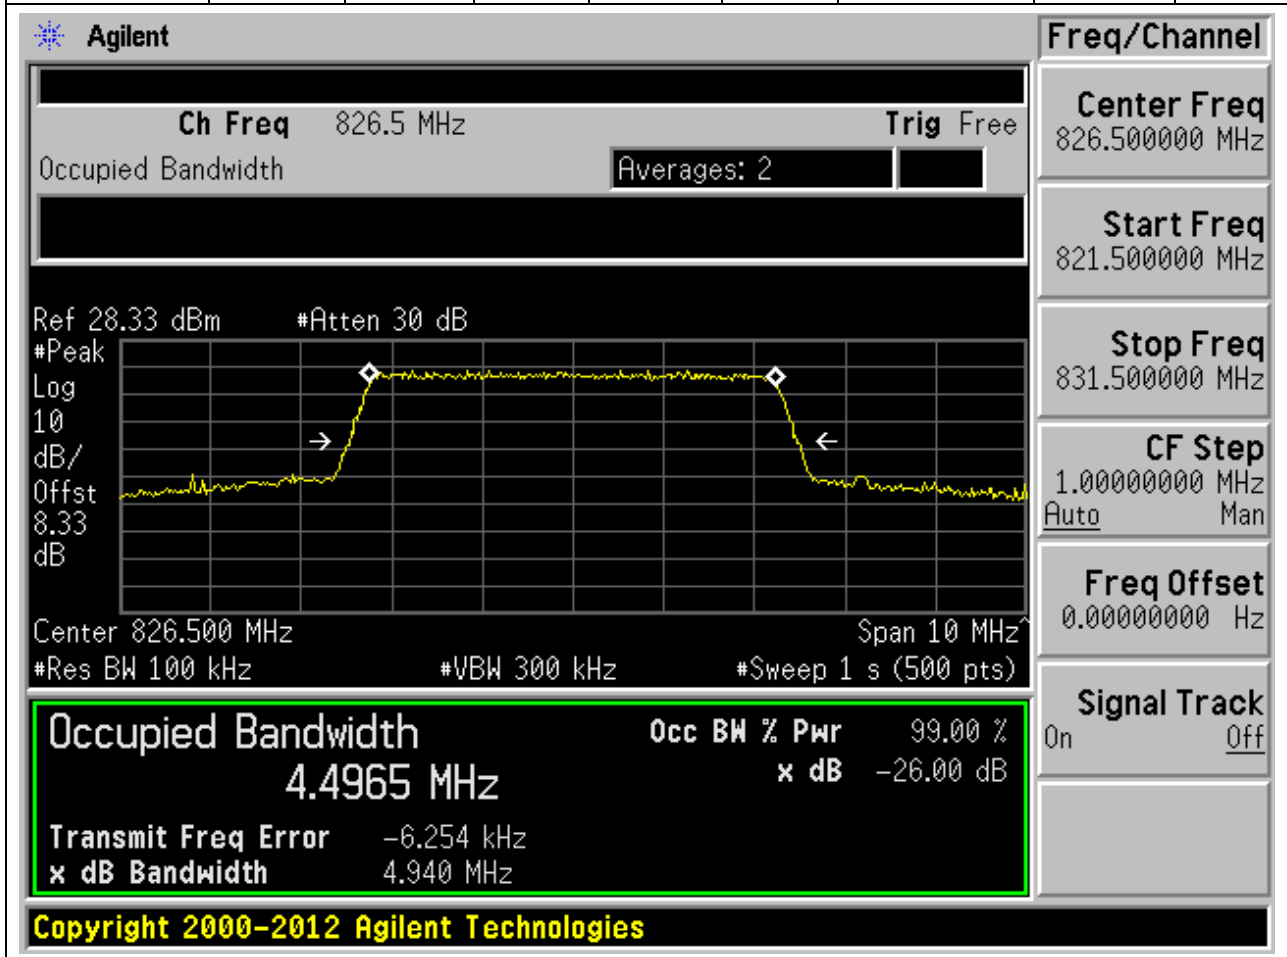 Agilent
Freq/Channel
Ch Freq 826.5 MHz Trig Free
Occupied Bandwidth Averages: 2
Center Freq
826.500000 MHz
Start Freq
821.500000 MHz
Stop Freq
831.500000 MHz
CF Step
1.00000000 MHz
Auto Man
Freq Offset
0.00000000 Hz
Signal Track
On Off
Ref 28.33 dBm #Atten 30 dB
#Peak
Log
10
dB/
Offst
8.33
dB
Center 826.500 MHz Span 10 MHz^
#Res BW 100 kHz #VBW 300 kHz #Sweep 1 s (500 pts)
Occupied Bandwidth Occ BW % Pwr 99.00 %
4.4965 MHz x dB -26.00 dB
Transmit Freq Error -6.254 kHz
x dB Bandwidth 4.940 MHz
Copyright 2000-2012 Agilent Technologies